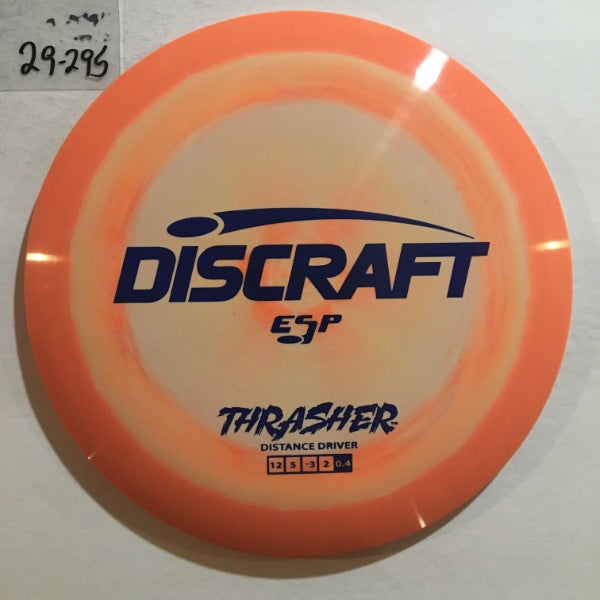 29-295
DISCRAFT
ESP
THRASHER
DISTANCE DRIVER
12 5 -3 2 0.4